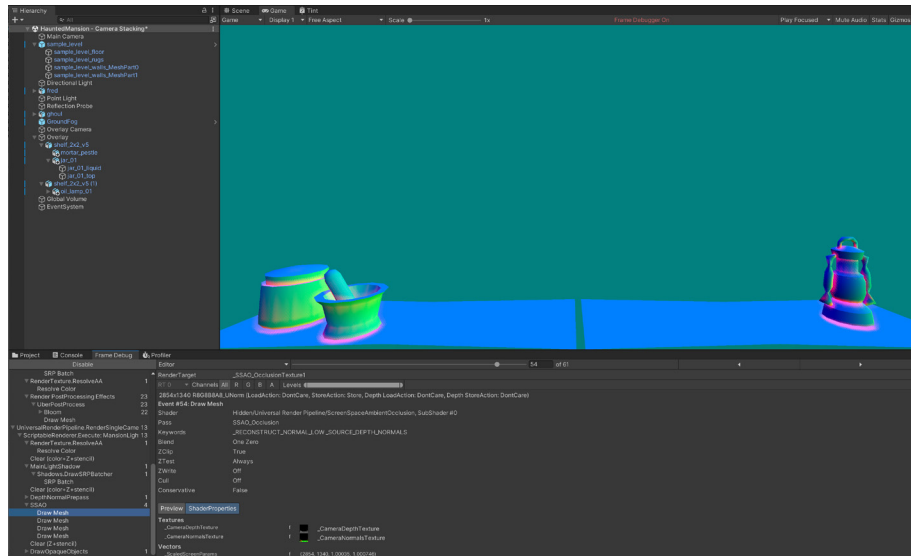 Hierarchy
Scene Game Tint
All
Game Display 1 Free Aspect Scale 1x Frame Debugger On Play Focused Mute Audio Stats Gizmos
HauntedMansion - Camera Stacking*
Main Camera
sample_level
sample_level_floor
sample_level_rugs
sample_level_walls_MeshPart0
sample_level_walls_MeshPart1
Directional Light
fred
Point Light
Reflection Probe
ghoul
GroundFog
Overlay Camera
Overlay
shelf_2x2_v5
mortar_pestle
jar_01
jar_01_liquid
jar_01_top
shelf_2x2_v5 (1)
oil_lamp_01
Global Volume
EventSystem
Project Console Frame Debug Profiler
Disable Editor 54 of 61
SRP Batch
RenderTexture.ResolveAA 1
Resolve Color
Render PostProcessing Effects 23
UberPostProcess 23
Bloom 22
Draw Mesh
UniversalRenderPipeline.RenderSingleCame 13
ScriptableRenderer.Execute: MansionLigh 13
RenderTexture.ResolveAA 1
Resolve Color
Clear (color+Z+stencil)
MainLightShadow 1
Shadows.DrawSRPBatcher 1
SRP Batch
Clear (color+Z+stencil)
DepthNormalPrepass 1
SSAO 4
Draw Mesh
Draw Mesh
Draw Mesh
Draw Mesh
Clear (Z+stencil)
DrawOpaqueObjects 1
RenderTarget _SSAO_OcclusionTexture1
RT 0 Channels All R G B A Levels
2854x1340 R8G8B8A8_UNorm (LoadAction: DontCare, StoreAction: Store, Depth LoadAction: DontCare, Depth StoreAction: DontCare)
Event #54: Draw Mesh
Shader Hidden/Universal Render Pipeline/ScreenSpaceAmbientOcclusion, SubShader #0
Pass SSAO_Occlusion
Keywords _RECONSTRUCT_NORMAL_LOW _SOURCE_DEPTH_NORMALS
Blend One Zero
ZClip True
ZTest Always
ZWrite Off
Cull Off
Conservative False
Preview ShaderProperties
Textures
_CameraDepthTexture f _CameraDepthTexture
_CameraNormalsTexture f _CameraNormalsTexture
Vectors